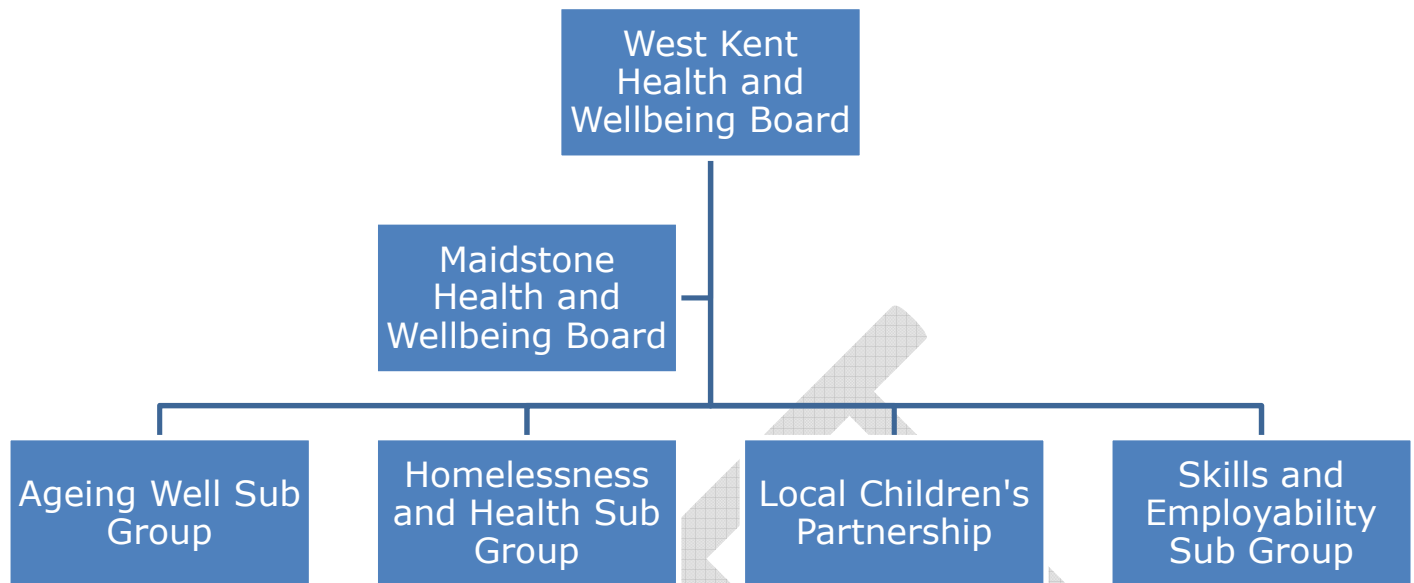 West Kent
Health and
Wellbeing Board
Maidstone
Health and
Wellbeing Board
Ageing Well Sub
Group
Homelessness
and Health Sub
Group
Local Children's
Partnership
Skills and
Employability
Sub Group